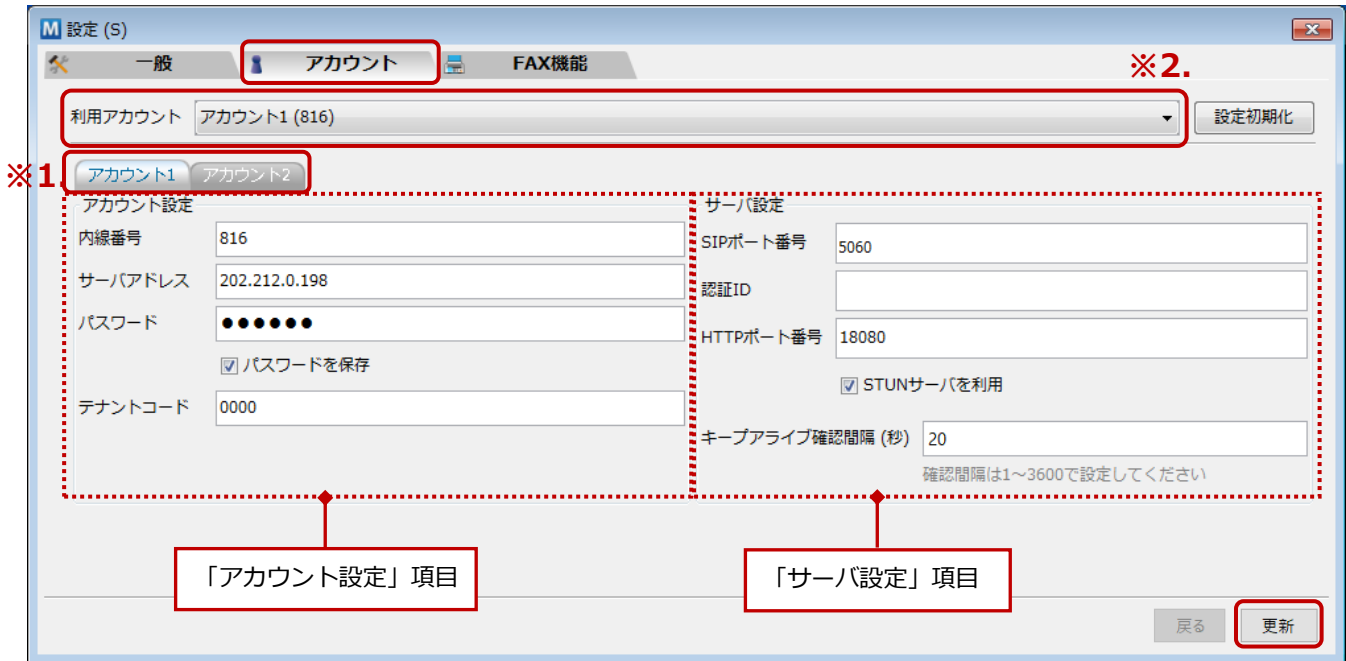 M 設定 (S)
一般 アカウント FAX機能
※2.
利用アカウント アカウント1 (816) 設定初期化
※1.
アカウント1 アカウント2
アカウント設定
内線番号 816
サーバアドレス 202.212.0.198
パスワード ●●●●●●
パスワードを保存
テナントコード 0000
サーバ設定
SIPポート番号 5060
認証ID
HTTPポート番号 18080
STUNサーバを利用
キープアライブ確認間隔 (秒) 20
確認間隔は1～3600で設定してください
「アカウント設定」項目
「サーバ設定」項目
戻る 更新